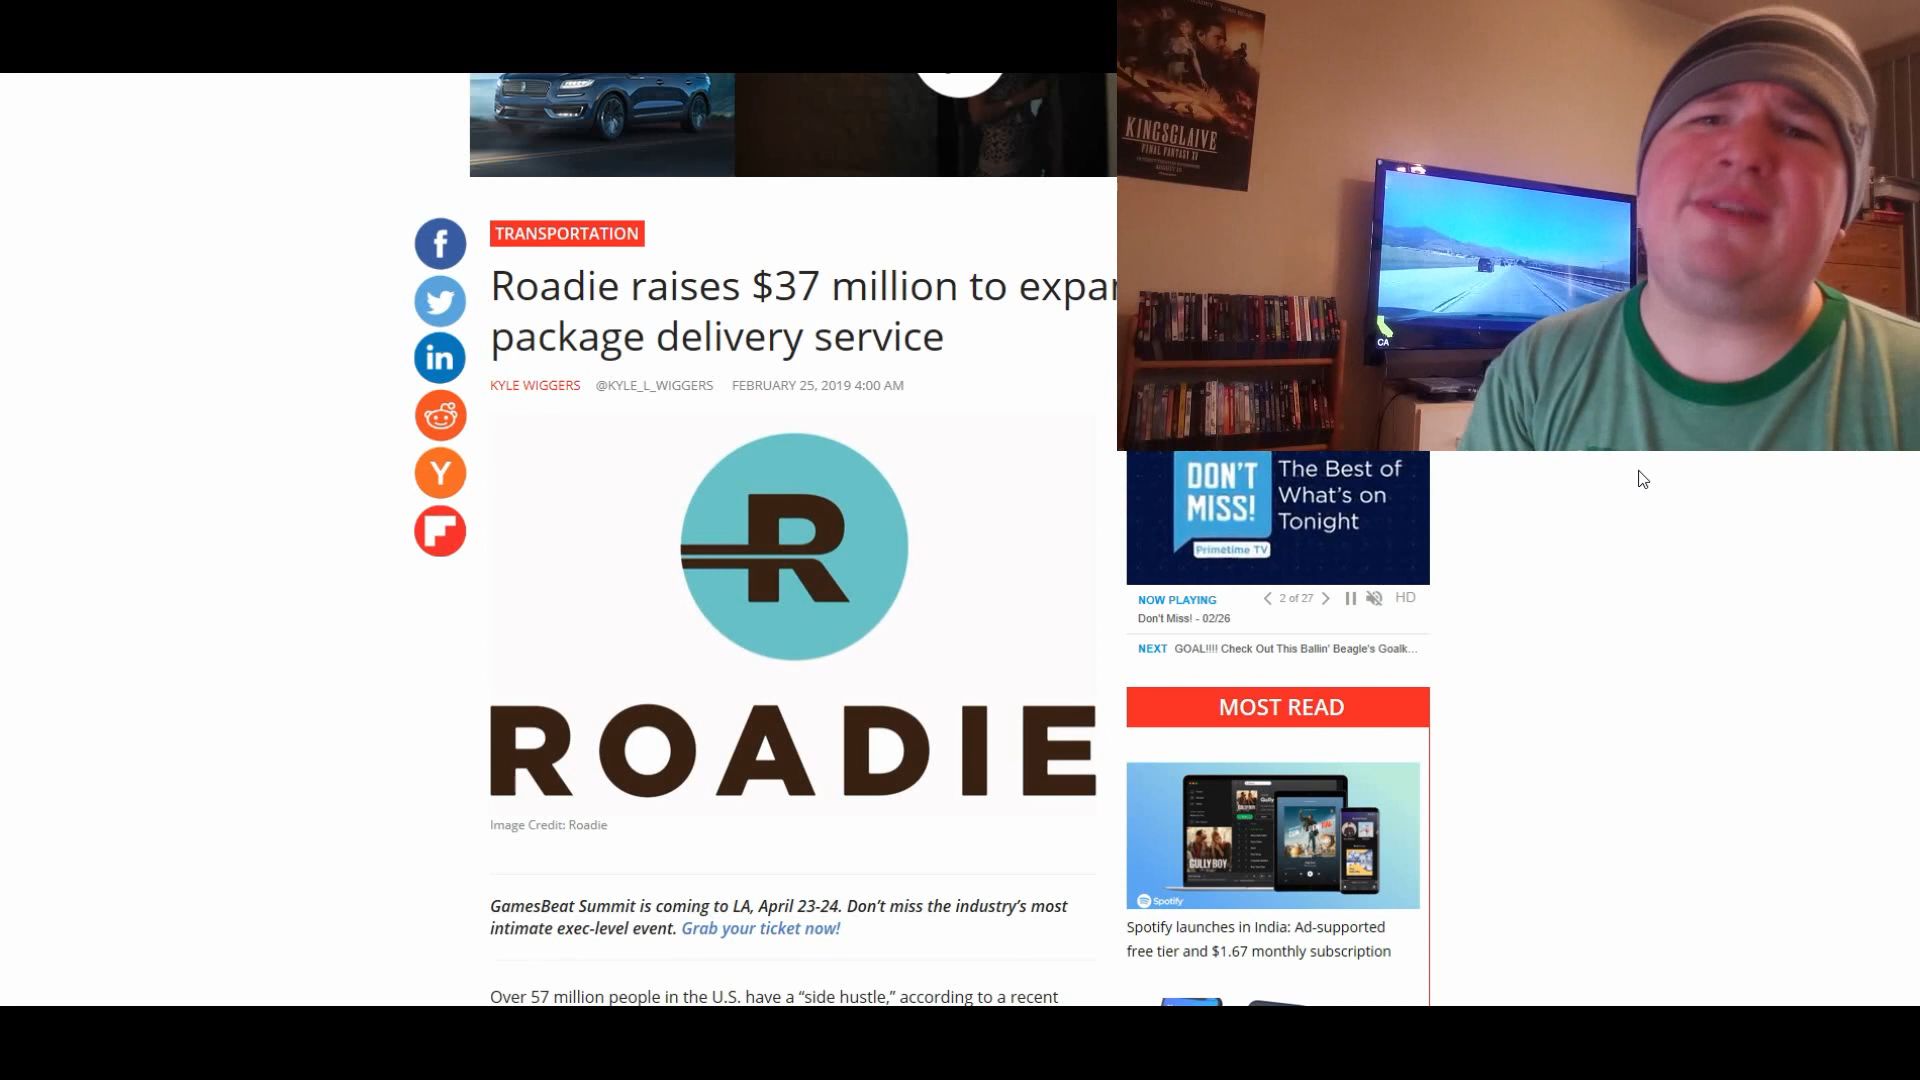 KINGSGLAIVE
FINAL FANTASY XV
CA
TRANSPORTATION
Roadie raises $37 million to expan
package delivery service
KYLE WIGGERS @KYLE_L_WIGGERS FEBRUARY 25, 2019 4:00 AM
f
in
Y
R
ROADIE
Image Credit: Roadie
GamesBeat Summit is coming to LA, April 23-24. Don't miss the industry's most
intimate exec-level event. Grab your ticket now!
Over 57 million people in the U.S. have a “side hustle,” according to a recent
DON'T
MISS!
Primetime TV
The Best of
What's on
Tonight
NOW PLAYING
2 of 27
HD
Don't Miss! - 02/26
NEXT GOAL!!!! Check Out This Ballin' Beagle's Goalk...
MOST READ
GULLY BOY
Spotify
Spotify launches in India: Ad-supported
free tier and $1.67 monthly subscription